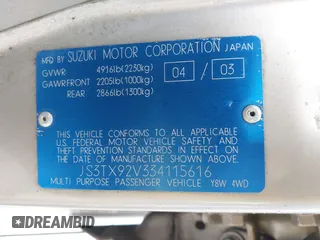 MFD BY SUZUKI MOTOR CORPORATION JAPAN
GVWR 4916lb(2230kg)
GAWRFRONT 2205lb(1000kg) 04 / 03
REAR 2866lb(1300kg)
THIS VEHICLE CONFORMS TO ALL APPLICABLE
U.S. FEDERAL MOTOR VEHICLE SAFETY AND
THEFT PREVENTION STANDARDS IN EFFECT ON
THE DATE OF MANUFACTURE SHOWN ABOVE.
JS3TX92V334115616
MULTI PURPOSE PASSENGER VEHICLE Y8W 4WD
DREAMBID